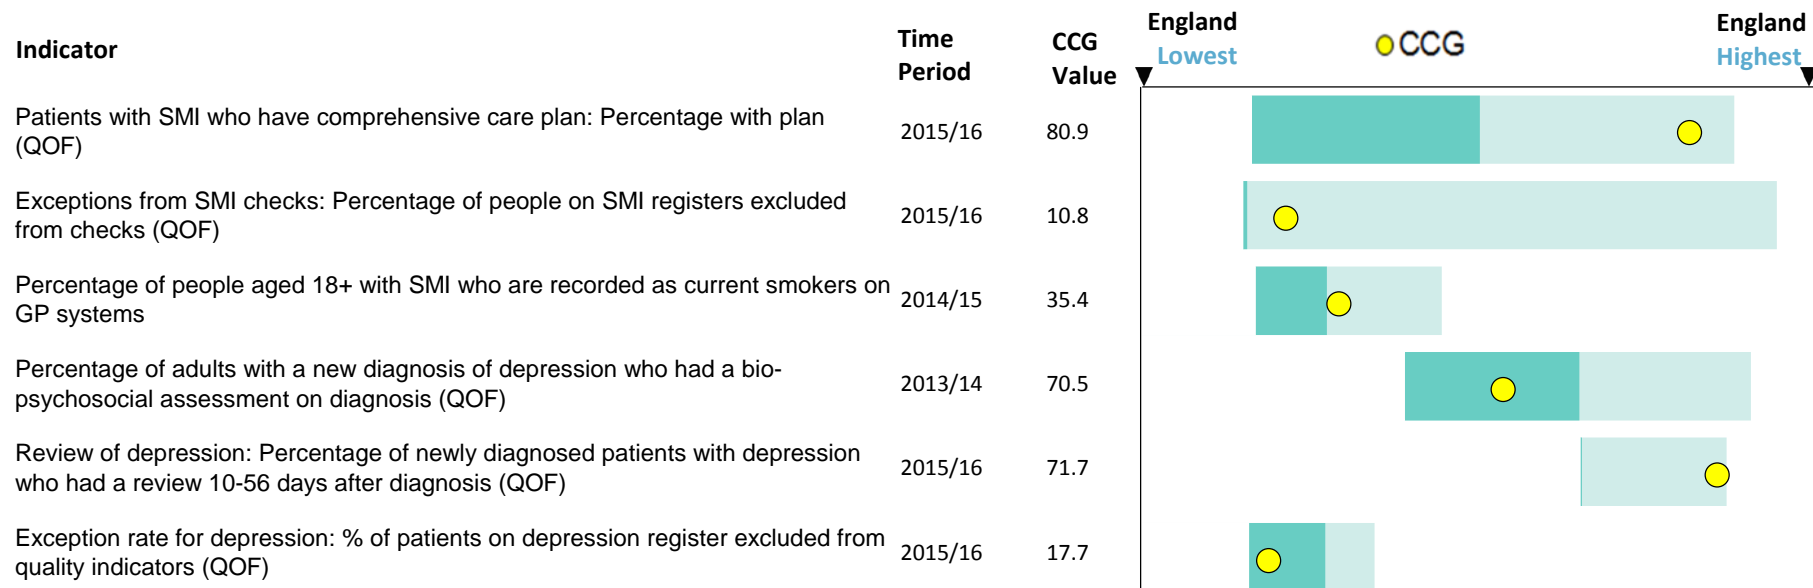 Indicator
Time Period
CCG Value
England Lowest
CCG
England Highest
Patients with SMI who have comprehensive care plan: Percentage with plan
(QOF)
2015/16
80.9
Exceptions from SMI checks: Percentage of people on SMI registers excluded
from checks (QOF)
2015/16
10.8
Percentage of people aged 18+ with SMI who are recorded as current smokers on
GP systems
2014/15
35.4
Percentage of adults with a new diagnosis of depression who had a bio-
psychosocial assessment on diagnosis (QOF)
2013/14
70.5
Review of depression: Percentage of newly diagnosed patients with depression
who had a review 10-56 days after diagnosis (QOF)
2015/16
71.7
Exception rate for depression: % of patients on depression register excluded from
quality indicators (QOF)
2015/16
17.7